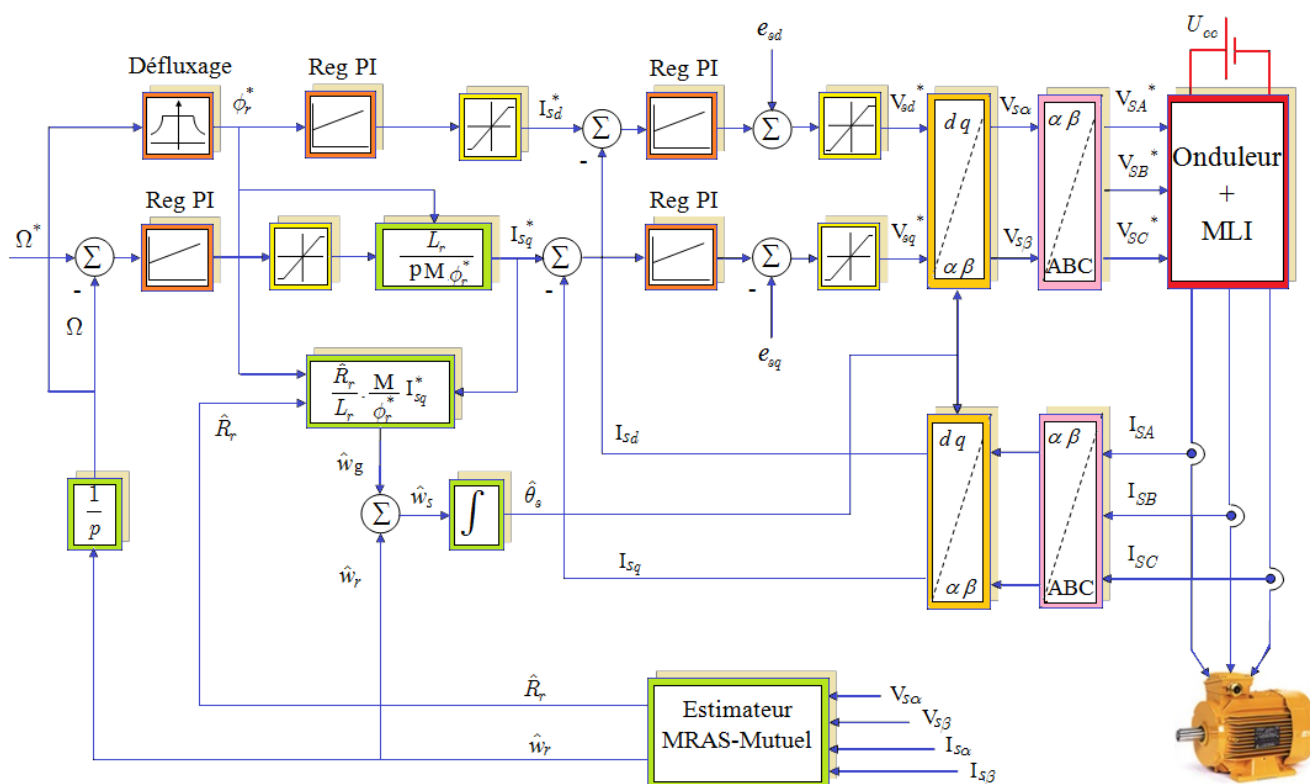 U_cc
e_sd
Défluxage
Reg PI
Reg PI
ϕ_r^*
I_sd^*
V_sd^*
V_sα
V_SA^*
Σ
-
Σ
d q
α β
α β
ABC
Onduleur
+
MLI
V_SB^*
Reg PI
Reg PI
Ω^*
Σ
-
L_r
pM ϕ_r^*
I_sq^*
Σ
-
Σ
-
V_sq^*
V_sβ
V_SC^*
Ω
e_sq
R̂_r / L_r . M / ϕ_r^* I_sq^*
R̂_r
I_sd
d q
α β
α β
ABC
I_SA
I_SB
I_SC
ŵ_g
1
p
Σ
ŵ_s
∫
θ̂_s
ŵ_r
I_sq
R̂_r
ŵ_r
Estimateur
MRAS-Mutuel
V_sα
V_sβ
I_sα
I_sβ